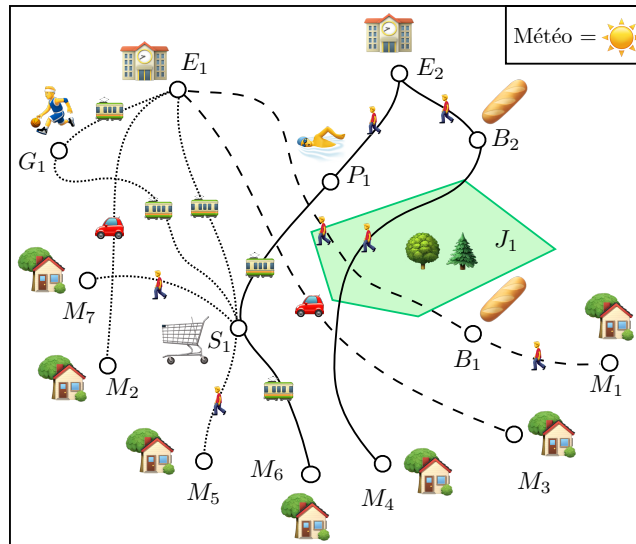 Météo =
E₁
E₂
B₂
G₁
P₁
J₁
M₇
S₁
B₁
M₂
M₁
M₅
M₆
M₄
M₃